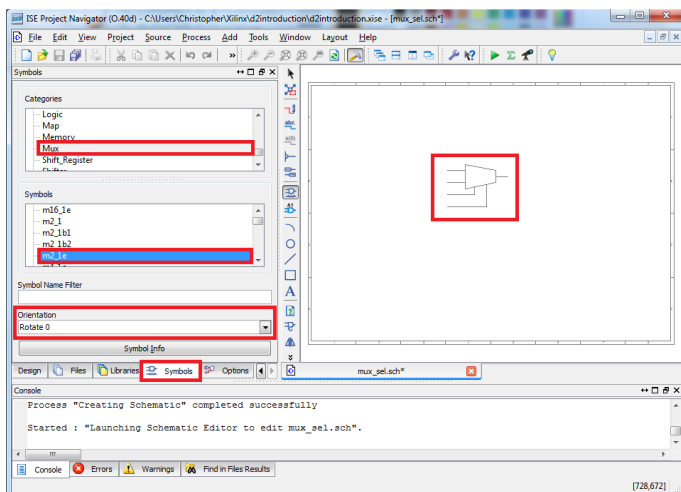 ISE Project Navigator (O.40d) - C:\Users\Christopher\Xilinx\d2introduction\d2introduction.xise - [mux_sel.sch*]
File Edit View Project Source Process Add Tools Window Layout Help
Symbols
Categories
Logic
Map
Memory
Mux
Shift_Register
Shifter
Symbols
m16_1e
m2_1
m2_1b1
m2_1b2
m2_1e
Symbol Name Filter
Orientation
Rotate 0
Symbol Info
Design Files Libraries Symbols Options
mux_sel.sch*
Console
Process "Creating Schematic" completed successfully
Started : "Launching Schematic Editor to edit mux_sel.sch".
Console Errors Warnings Find in Files Results
[728,672]